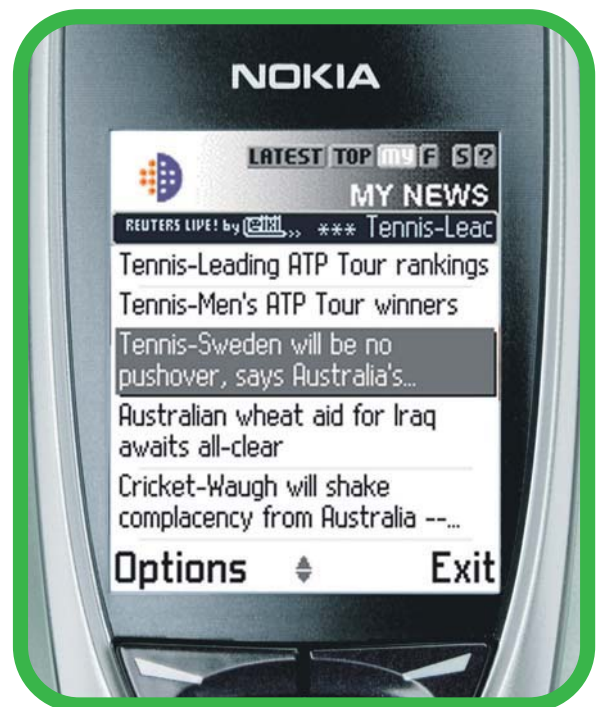 NOKIA
LATEST TOP my F S ?
MY NEWS
REUTERS LIVE! by >> *** Tennis-Leac
Tennis-Leading ATP Tour rankings
Tennis-Men's ATP Tour winners
Tennis-Sweden will be no
pushover, says Australia's...
Australian wheat aid for Iraq
awaits all-clear
Cricket-Waugh will shake
complacency from Australia --...
Options Exit